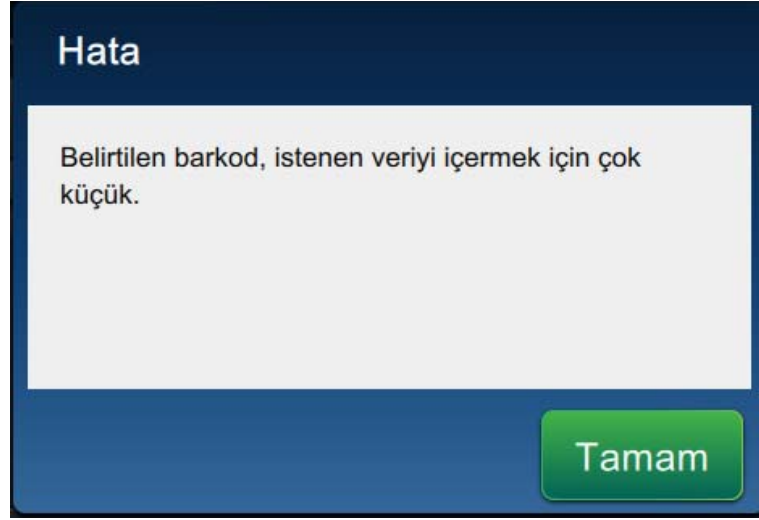 Hata
Belirtilen barkod, istenen veriyi içermek için çok
küçük.
Tamam